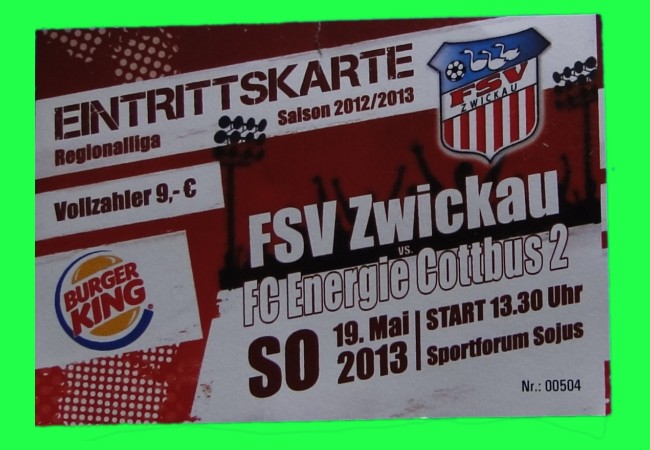 EINTRITTSKARTE
Regionalliga
Saison 2012/2013
FSV
ZWICKAU
Vollzahler 9,- €
BURGER
KING®
FSV Zwickau
vs.
FC Energie Cottbus 2
SO
19. Mai
2013
START 13.30 Uhr
Sportforum Sojus
Nr.: 00504